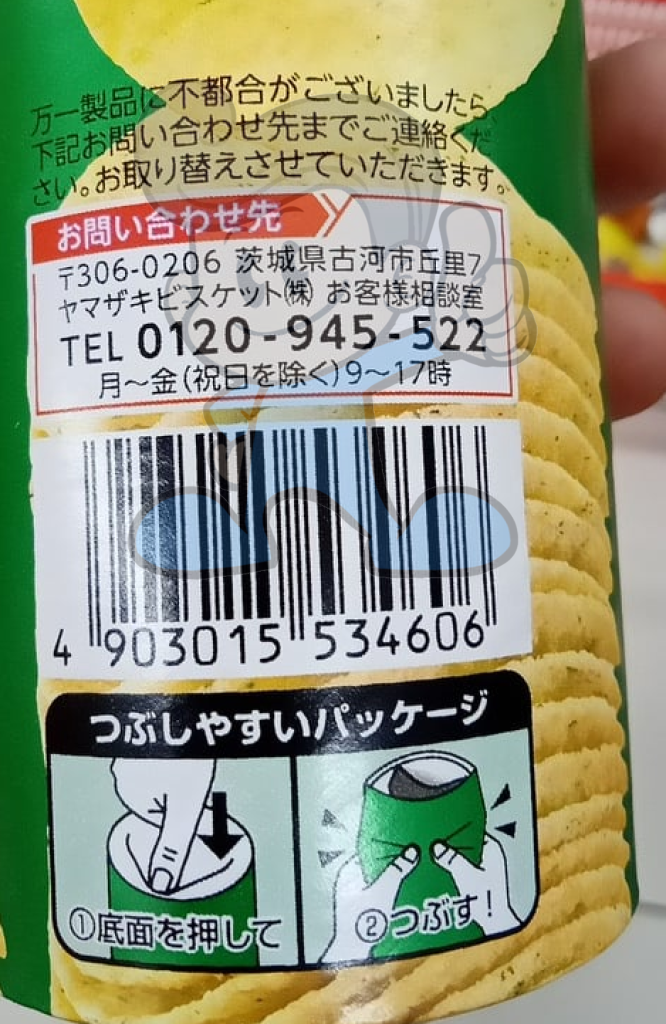 万一製品に不都合がございましたら、
下記お問い合わせ先までご連絡くだ
さい。お取り替えさせていただきます。
お問い合わせ先
〒306-0206 茨城県古河市丘里7
ヤマザキビスケット㈱ お客様相談室
TEL 0120-945-522
月～金(祝日を除く)9～17時
4 903015 534606
つぶしやすいパッケージ
①底面を押して
②つぶす!